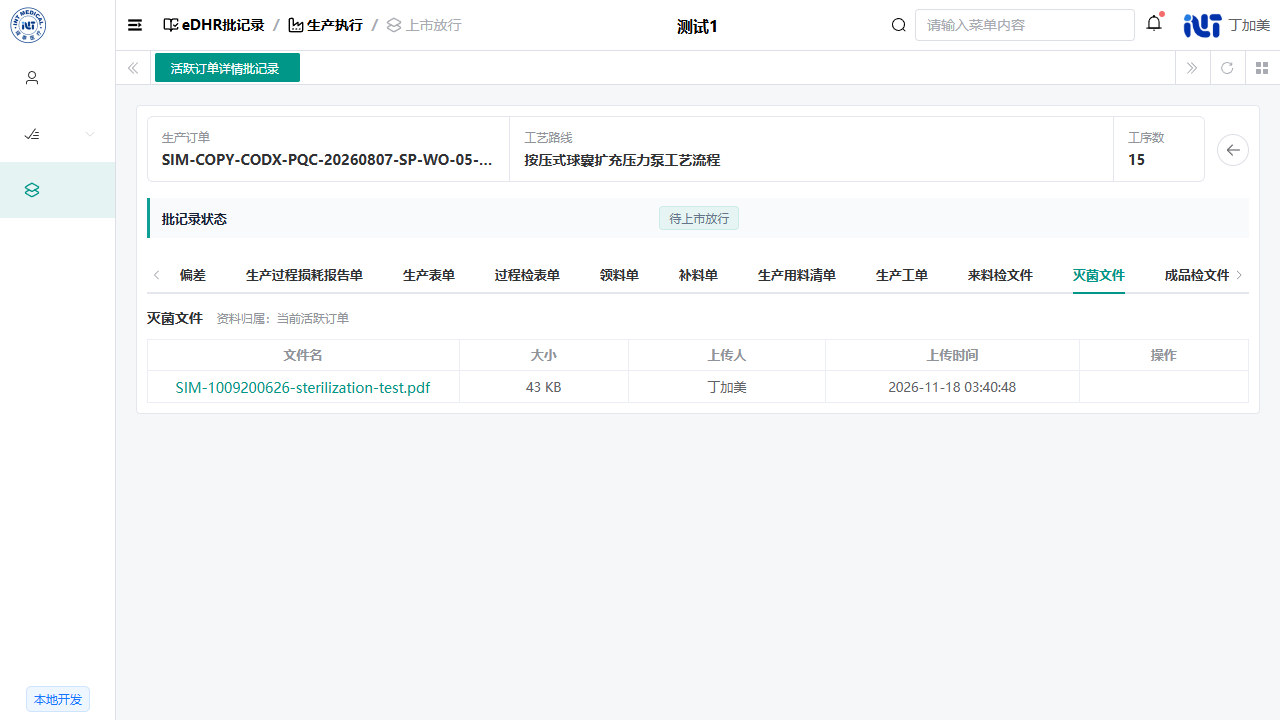 eDHR批记录 / 生产执行 / 上市放行
测试1
请输入菜单内容
丁加美
活跃订单详情批记录
生产订单
SIM-COPY-CODX-PQC-20260807-SP-WO-05-...
工艺路线
按压式球囊扩充压力泵工艺流程
工序数
15
批记录状态
待上市放行
偏差 生产过程损耗报告单 生产表单 过程检表单 领料单 补料单 生产用料清单 生产工单 来料检文件 灭菌文件 成品检文件
灭菌文件 资料归属：当前活跃订单
文件名 大小 上传人 上传时间 操作
SIM-1009200626-sterilization-test.pdf 43 KB 丁加美 2026-11-18 03:40:48
本地开发